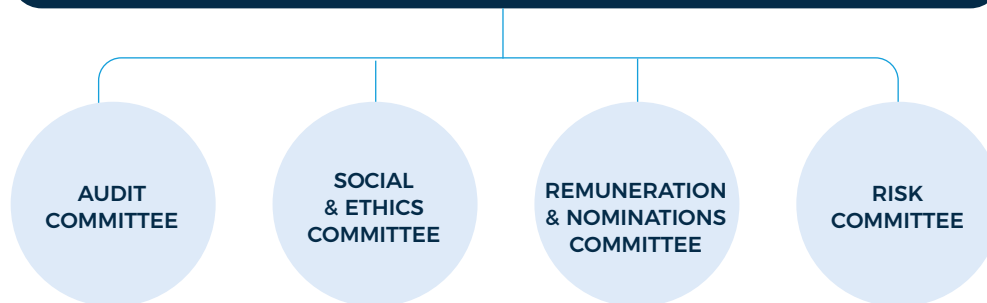 AUDIT
COMMITTEE
SOCIAL
& ETHICS
COMMITTEE
REMUNERATION
& NOMINATIONS
COMMITTEE
RISK
COMMITTEE